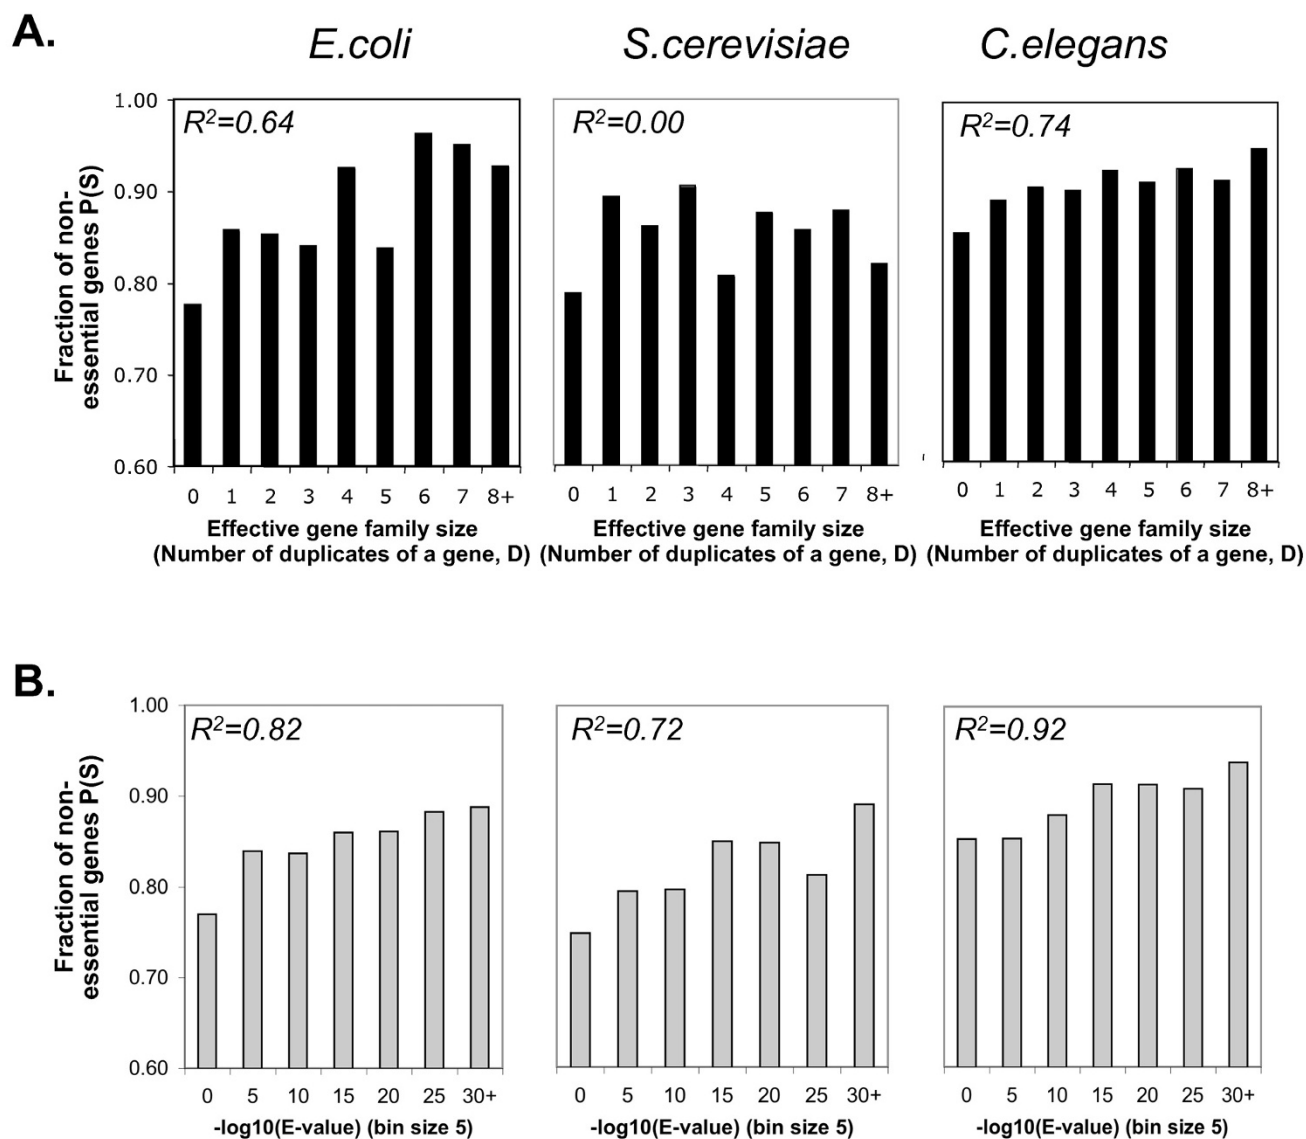 A.
E.coli
S.cerevisiae
C.elegans
Fraction of non-
essential genes P(S)
1.00
0.90
0.80
0.70
0.60
R²=0.64
0 1 2 3 4 5 6 7 8+
Effective gene family size
(Number of duplicates of a gene, D)
R²=0.00
0 1 2 3 4 5 6 7 8+
Effective gene family size
(Number of duplicates of a gene, D)
R²=0.74
0 1 2 3 4 5 6 7 8+
Effective gene family size
(Number of duplicates of a gene, D)
B.
Fraction of non-
essential genes P(S)
1.00
0.90
0.80
0.70
0.60
R²=0.82
0 5 10 15 20 25 30+
-log10(E-value) (bin size 5)
R²=0.72
0 5 10 15 20 25 30+
-log10(E-value) (bin size 5)
R²=0.92
0 5 10 15 20 25 30+
-log10(E-value) (bin size 5)